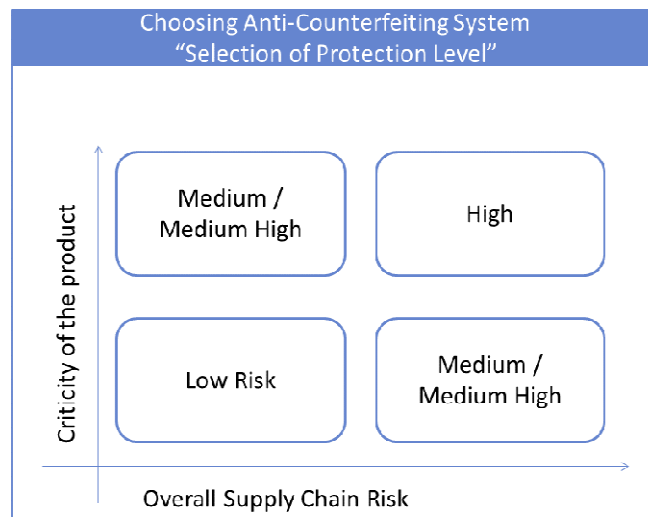 Choosing Anti-Counterfeiting System
“Selection of Protection Level”
Medium /
Medium High
High
Criticity of the product
Low Risk
Medium /
Medium High
Overall Supply Chain Risk